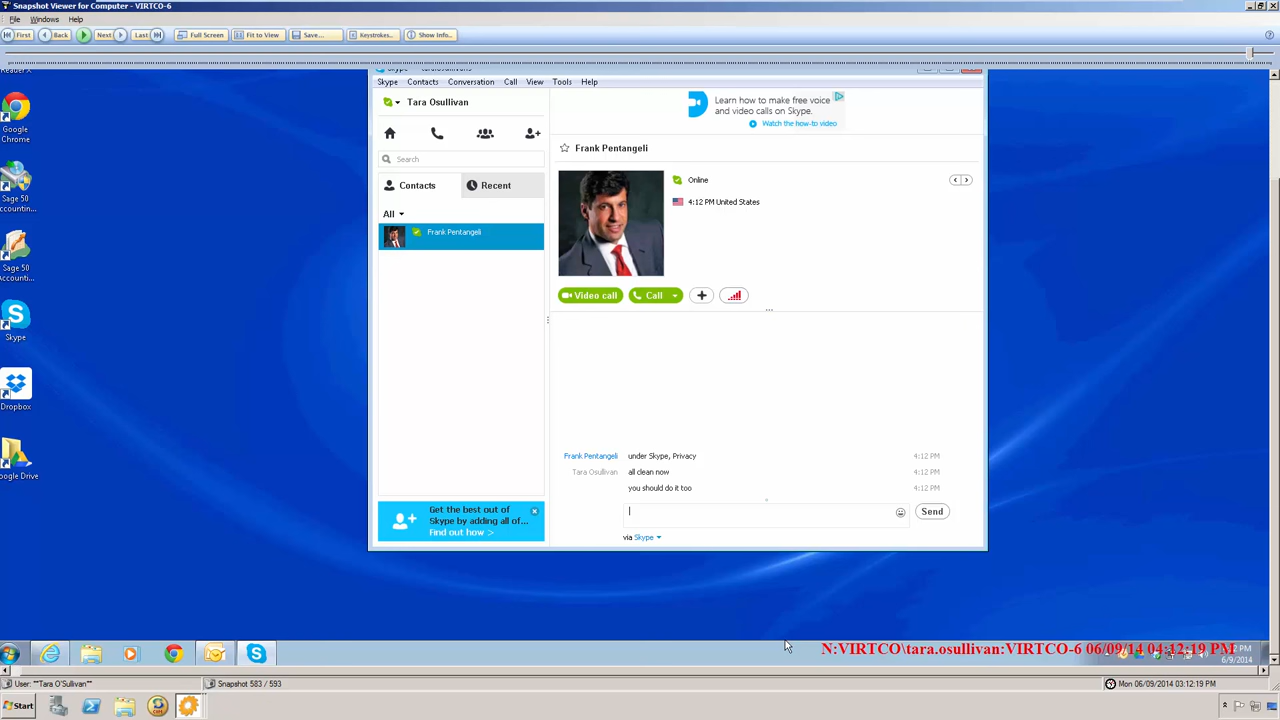 Snapshot Viewer for Computer - VIRTCO-6
File Windows Help
First Back Next Last Full Screen Fit to View Save... Keystrokes... Show Info...
Skype Contacts Conversation Call View Tools Help
Tara Osullivan
Learn how to make free voice
and video calls on Skype.
Watch the how-to video
Search
Contacts Recent
All
Frank Pentangeli
Frank Pentangeli
Online
4:12 PM United States
Video call Call
Frank Pentangeli under Skype, Privacy 4:12 PM
Tara Osullivan all clean now 4:12 PM
you should do it too 4:12 PM
Send
via Skype
Get the best out of
Skype by adding all of...
Find out how >
Google
Chrome
Sage 50
Accountin...
Sage 50
Accountin...
Skype
Dropbox
oogle Drive
N:VIRTCO\tara.osullivan:VIRTCO-6 06/09/14 04:12:19 PM
6/9/2014
User: **Tara O'Sullivan** Snapshot 583 / 593 Mon 06/09/2014 03:12:19 PM
Start